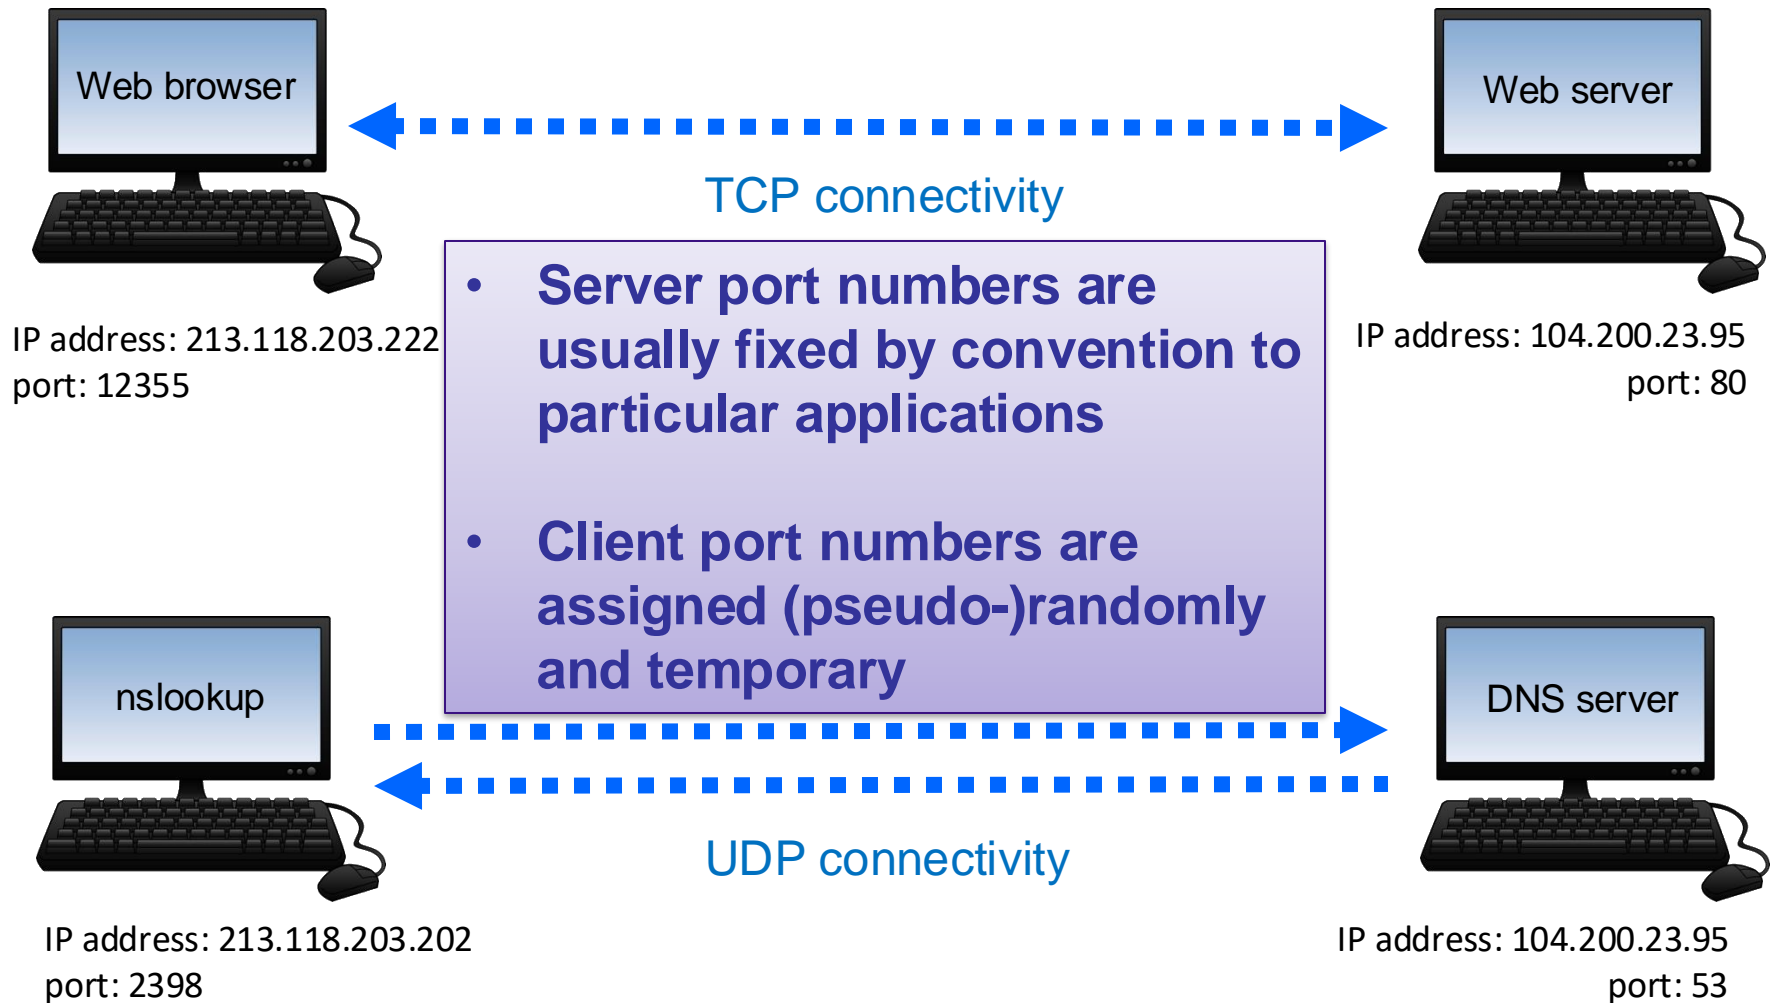 Web browser
Web server
TCP connectivity
IP address: 213.118.203.222
port: 12355
IP address: 104.200.23.95
port: 80
• Server port numbers are
usually fixed by convention to
particular applications
• Client port numbers are
assigned (pseudo-)randomly
and temporary
nslookup
DNS server
UDP connectivity
IP address: 213.118.203.202
port: 2398
IP address: 104.200.23.95
port: 53